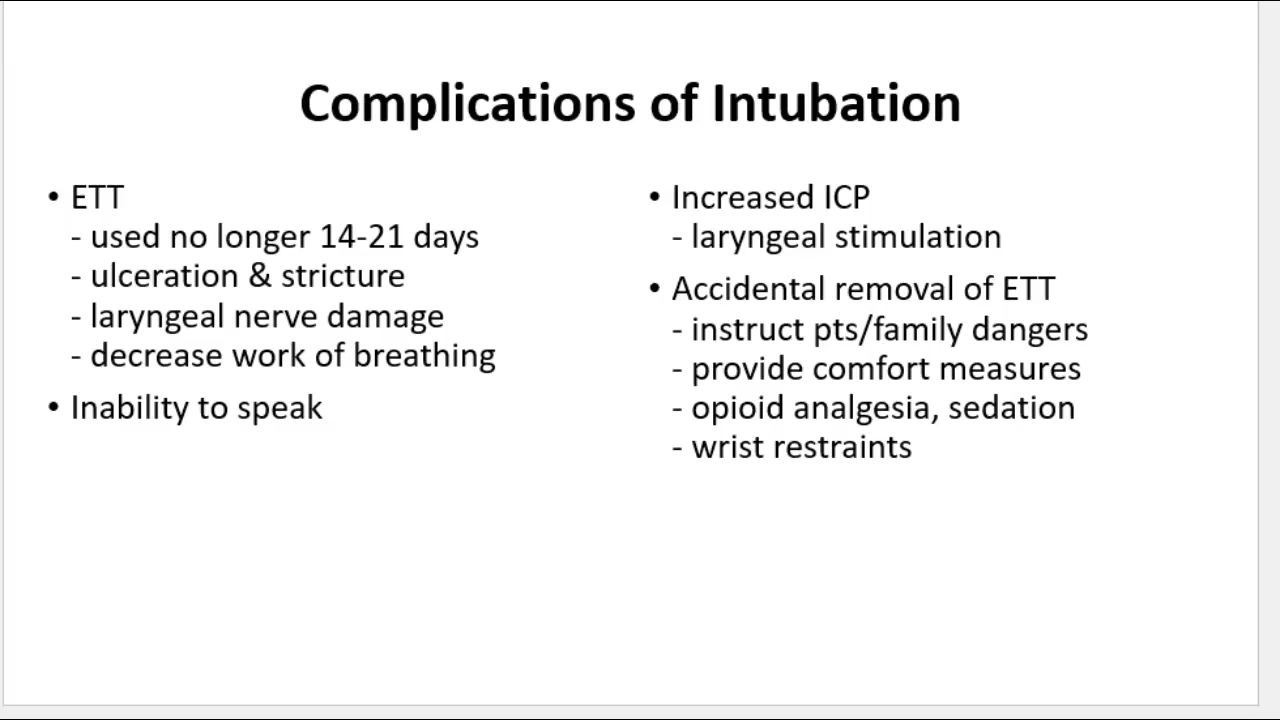 Complications of Intubation
• ETT
- used no longer 14-21 days
- ulceration & stricture
- laryngeal nerve damage
- decrease work of breathing
• Inability to speak
• Increased ICP
- laryngeal stimulation
• Accidental removal of ETT
- instruct pts/family dangers
- provide comfort measures
- opioid analgesia, sedation
- wrist restraints